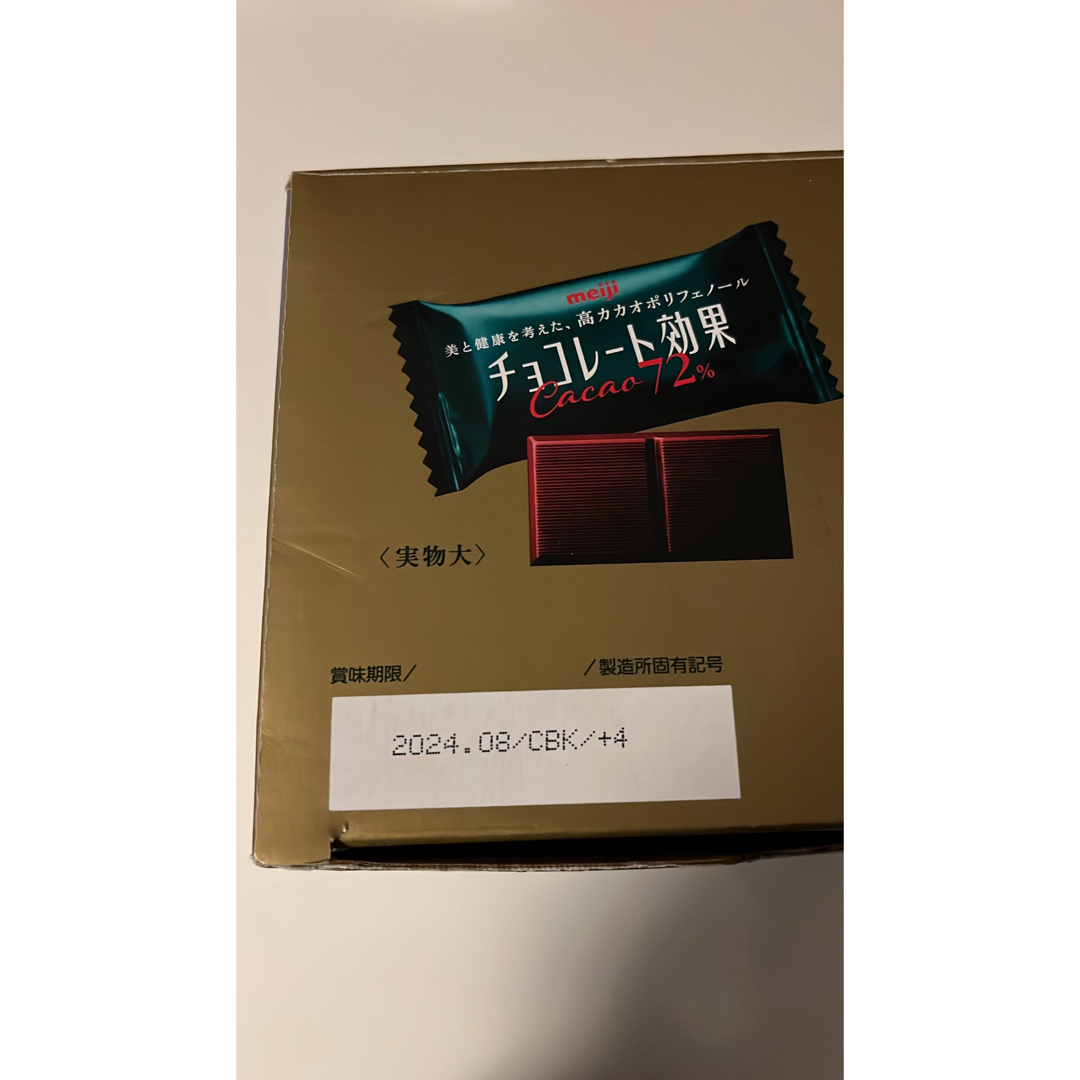 meiji
美と健康を考えた、高カカオポリフェノール
チョコレート効果
Cacao 72%
〈実物大〉
賞味期限/ /製造所固有記号
2024.08/CBK/+4